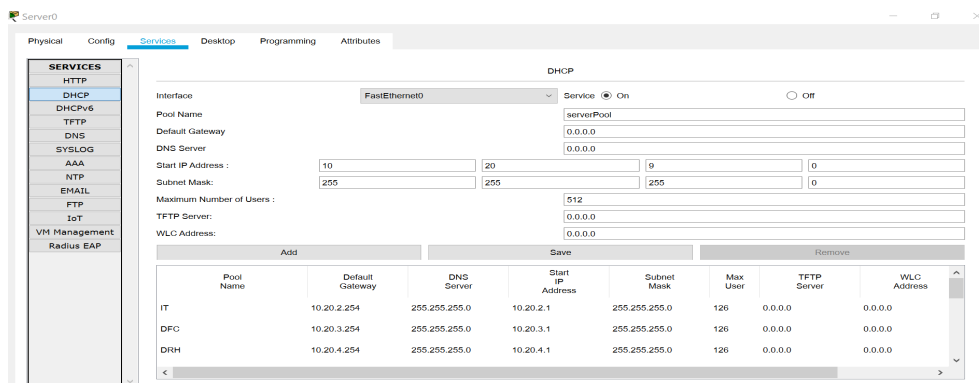 Server0
Physical Config Services Desktop Programming Attributes
SERVICES
HTTP
DHCP
DHCPv6
TFTP
DNS
SYSLOG
AAA
NTP
EMAIL
FTP
IoT
VM Management
Radius EAP
DHCP
Interface FastEthernet0 Service On Off
Pool Name serverPool
Default Gateway 0.0.0.0
DNS Server 0.0.0.0
Start IP Address : 10 20 9 0
Subnet Mask: 255 255 255 0
Maximum Number of Users : 512
TFTP Server: 0.0.0.0
WLC Address: 0.0.0.0
Add Save Remove
Pool Name Default Gateway DNS Server Start IP Address Subnet Mask Max User TFTP Server WLC Address
IT 10.20.2.254 255.255.255.0 10.20.2.1 255.255.255.0 126 0.0.0.0 0.0.0.0
DFC 10.20.3.254 255.255.255.0 10.20.3.1 255.255.255.0 126 0.0.0.0 0.0.0.0
DRH 10.20.4.254 255.255.255.0 10.20.4.1 255.255.255.0 126 0.0.0.0 0.0.0.0